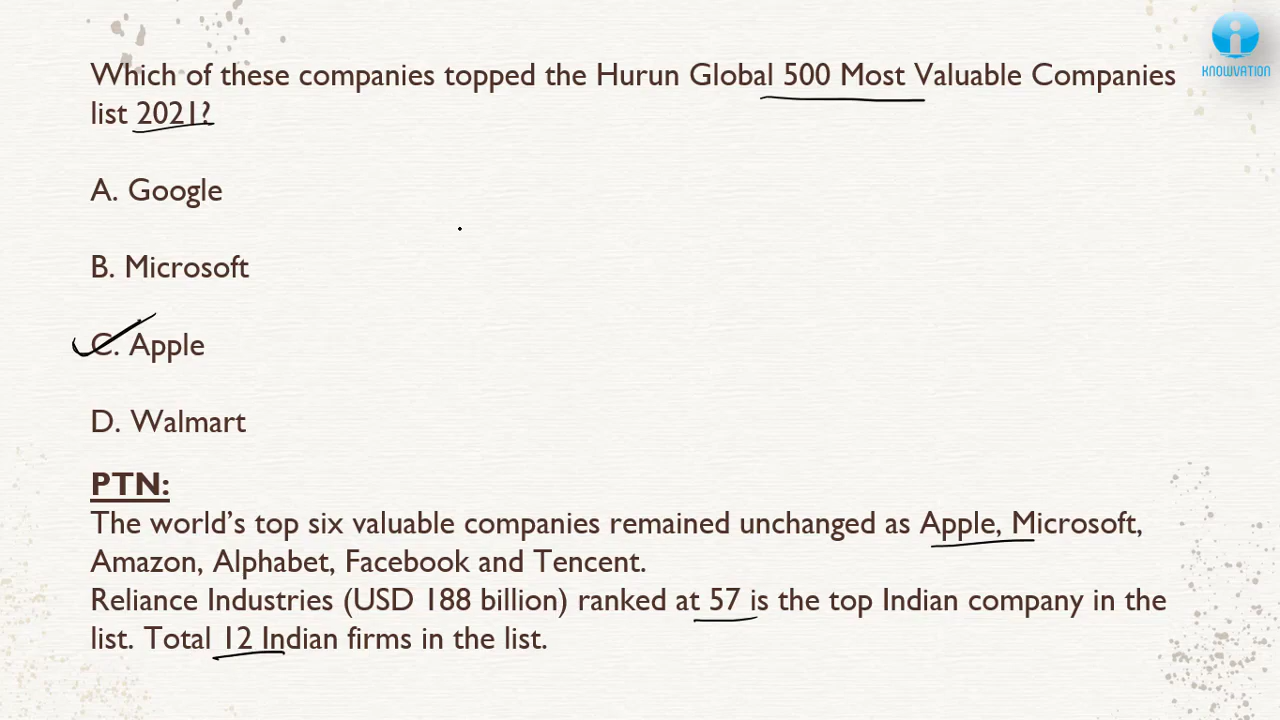 KNOWVATION
Which of these companies topped the Hurun Global 500 Most Valuable Companies
list 2021?
A. Google
B. Microsoft
C. Apple
D. Walmart
PTN:
The world's top six valuable companies remained unchanged as Apple, Microsoft,
Amazon, Alphabet, Facebook and Tencent.
Reliance Industries (USD 188 billion) ranked at 57 is the top Indian company in the
list. Total 12 Indian firms in the list.